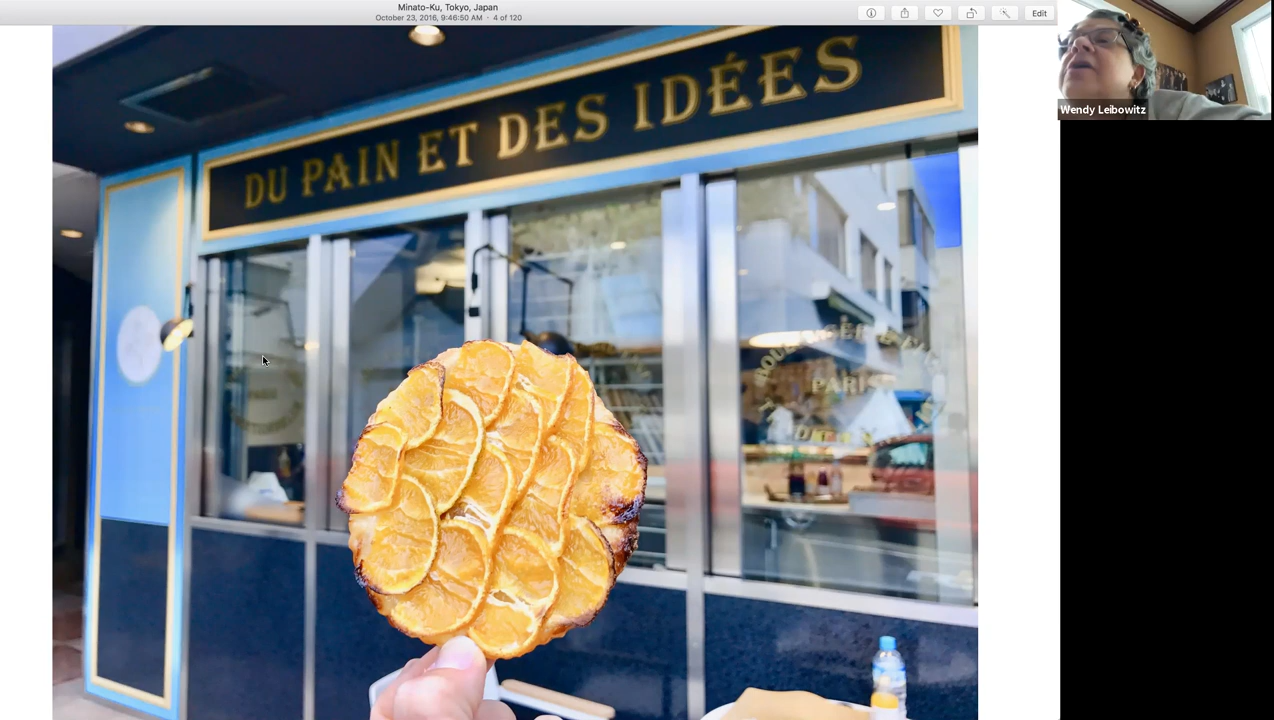 Minato-Ku, Tokyo, Japan
October 23, 2016, 9:46:50 AM · 4 of 120
Edit
Wendy Leibowitz
DU PAIN ET DES IDÉES
PARIS